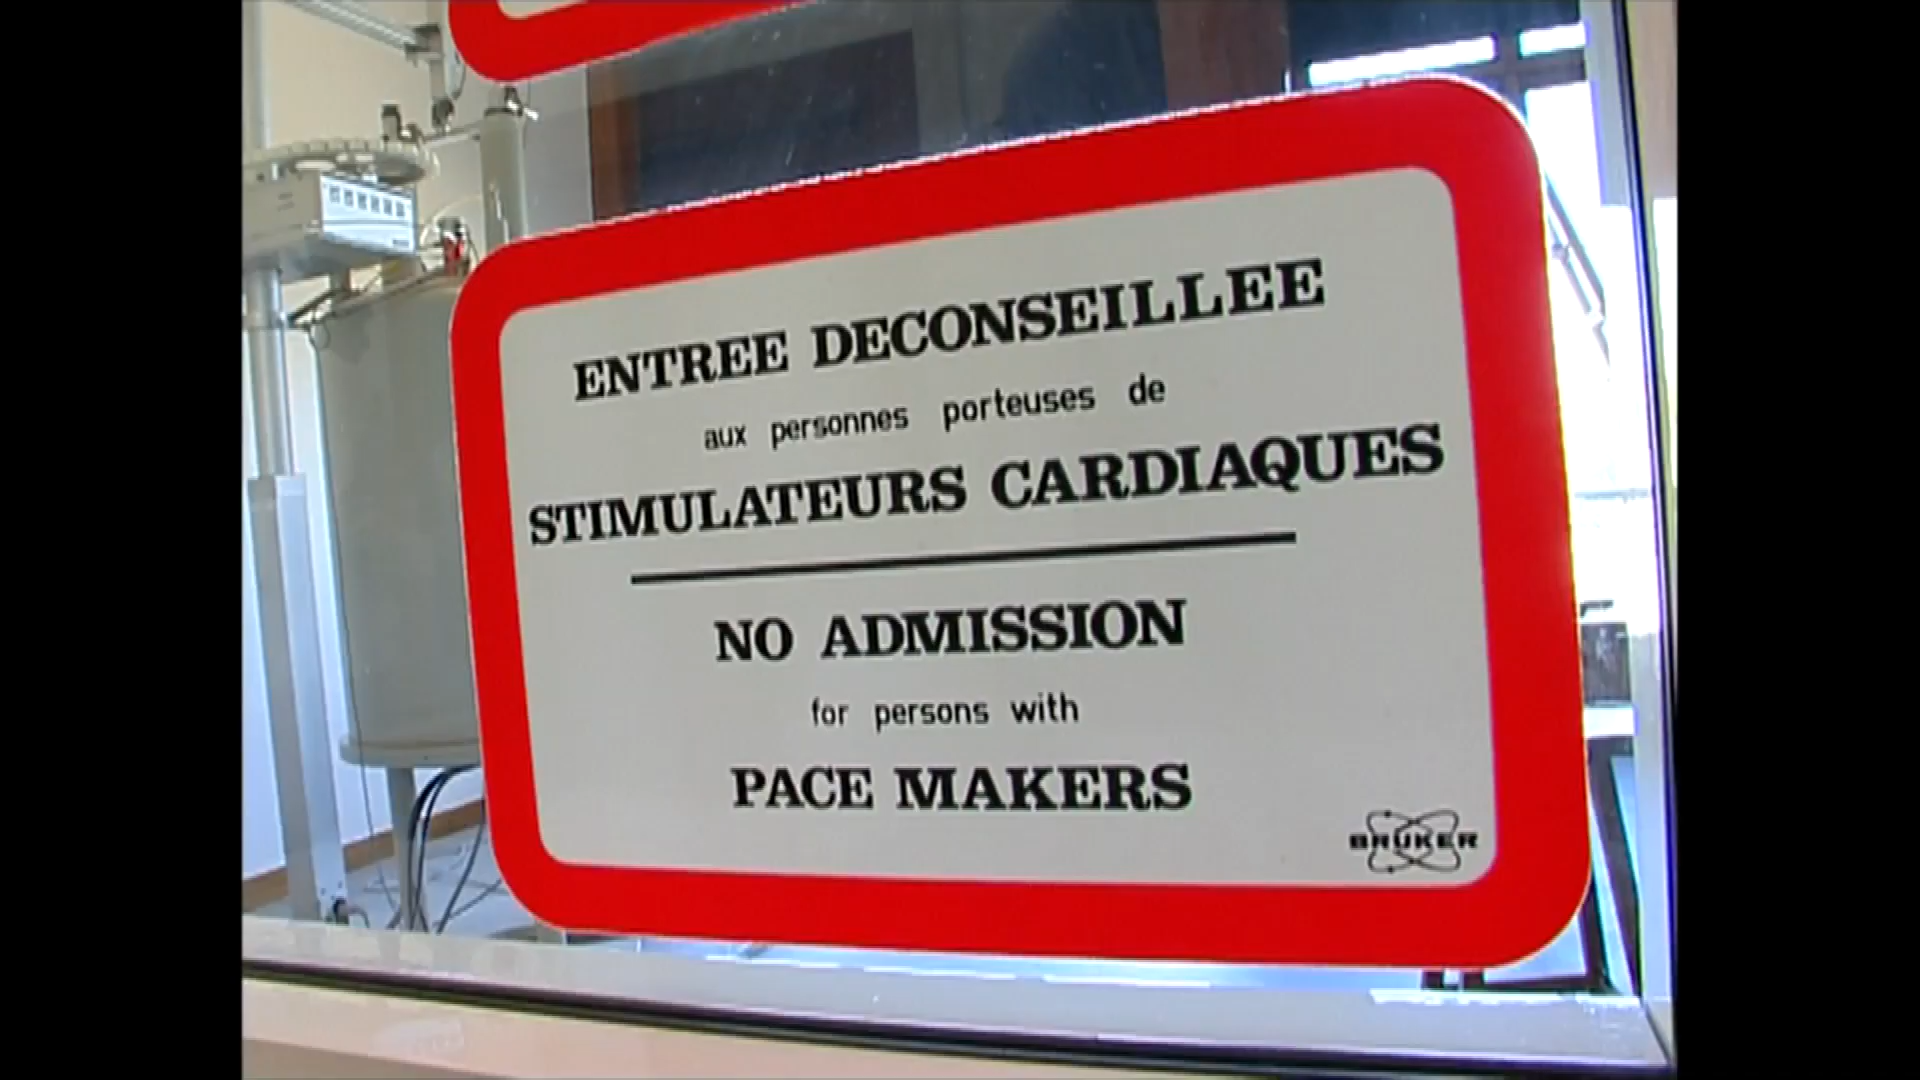 ENTREE DECONSEILLEE
aux personnes porteuses de
STIMULATEURS CARDIAQUES
NO ADMISSION
for persons with
PACE MAKERS
BRUKER